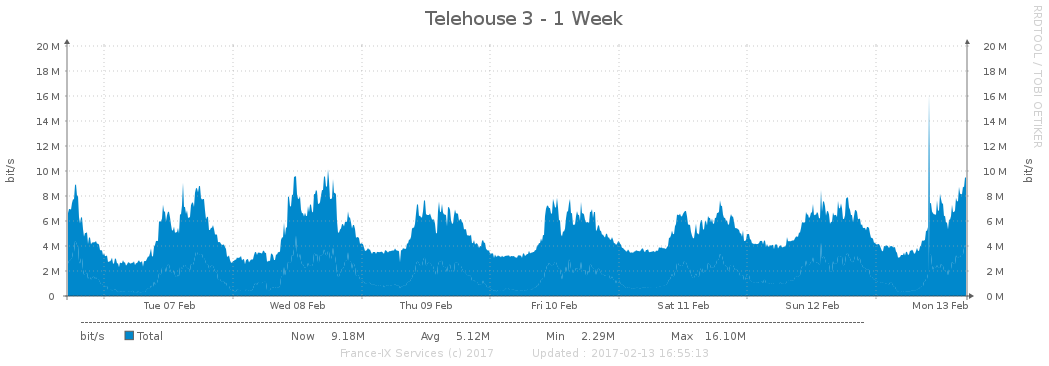 Telehouse 3 - 1 Week
RRDTOOL / TOBI OETIKER
bit/s
20 M
18 M
16 M
14 M
12 M
10 M
8 M
6 M
4 M
2 M
0
20 M
18 M
16 M
14 M
12 M
10 M
8 M
6 M
4 M
2 M
0 M
bit/s
Tue 07 Feb Wed 08 Feb Thu 09 Feb Fri 10 Feb Sat 11 Feb Sun 12 Feb Mon 13 Feb
bit/s Total Now 9.18M Avg 5.12M Min 2.29M Max 16.10M
France-IX Services (c) 2017 Updated : 2017-02-13 16:55:13